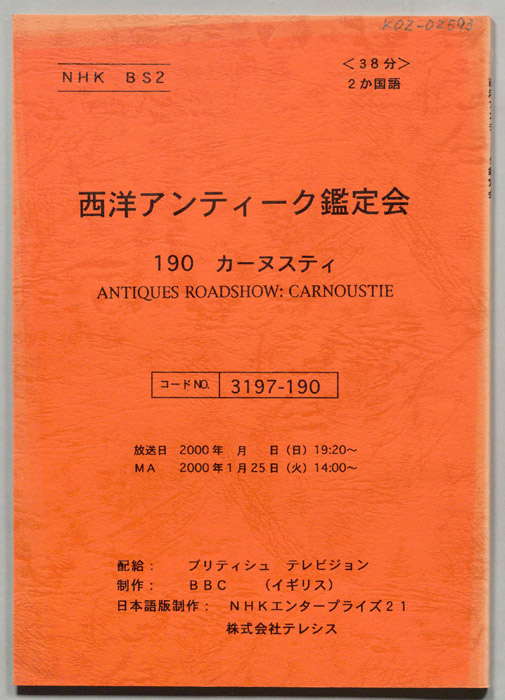 KOZ-02593
NHK BS2
＜38分＞
2か国語
西洋アンティーク鑑定会
190 カーヌスティ
ANTIQUES ROADSHOW: CARNOUSTIE
コードNO. 3197-190
放送日 2000年 月 日（日）19:20～
MA 2000年1月25日（火）14:00～
配給： ブリティシュ テレビジョン
制作： BBC （イギリス）
日本語版制作： NHKエンタープライズ21
株式会社テレシス